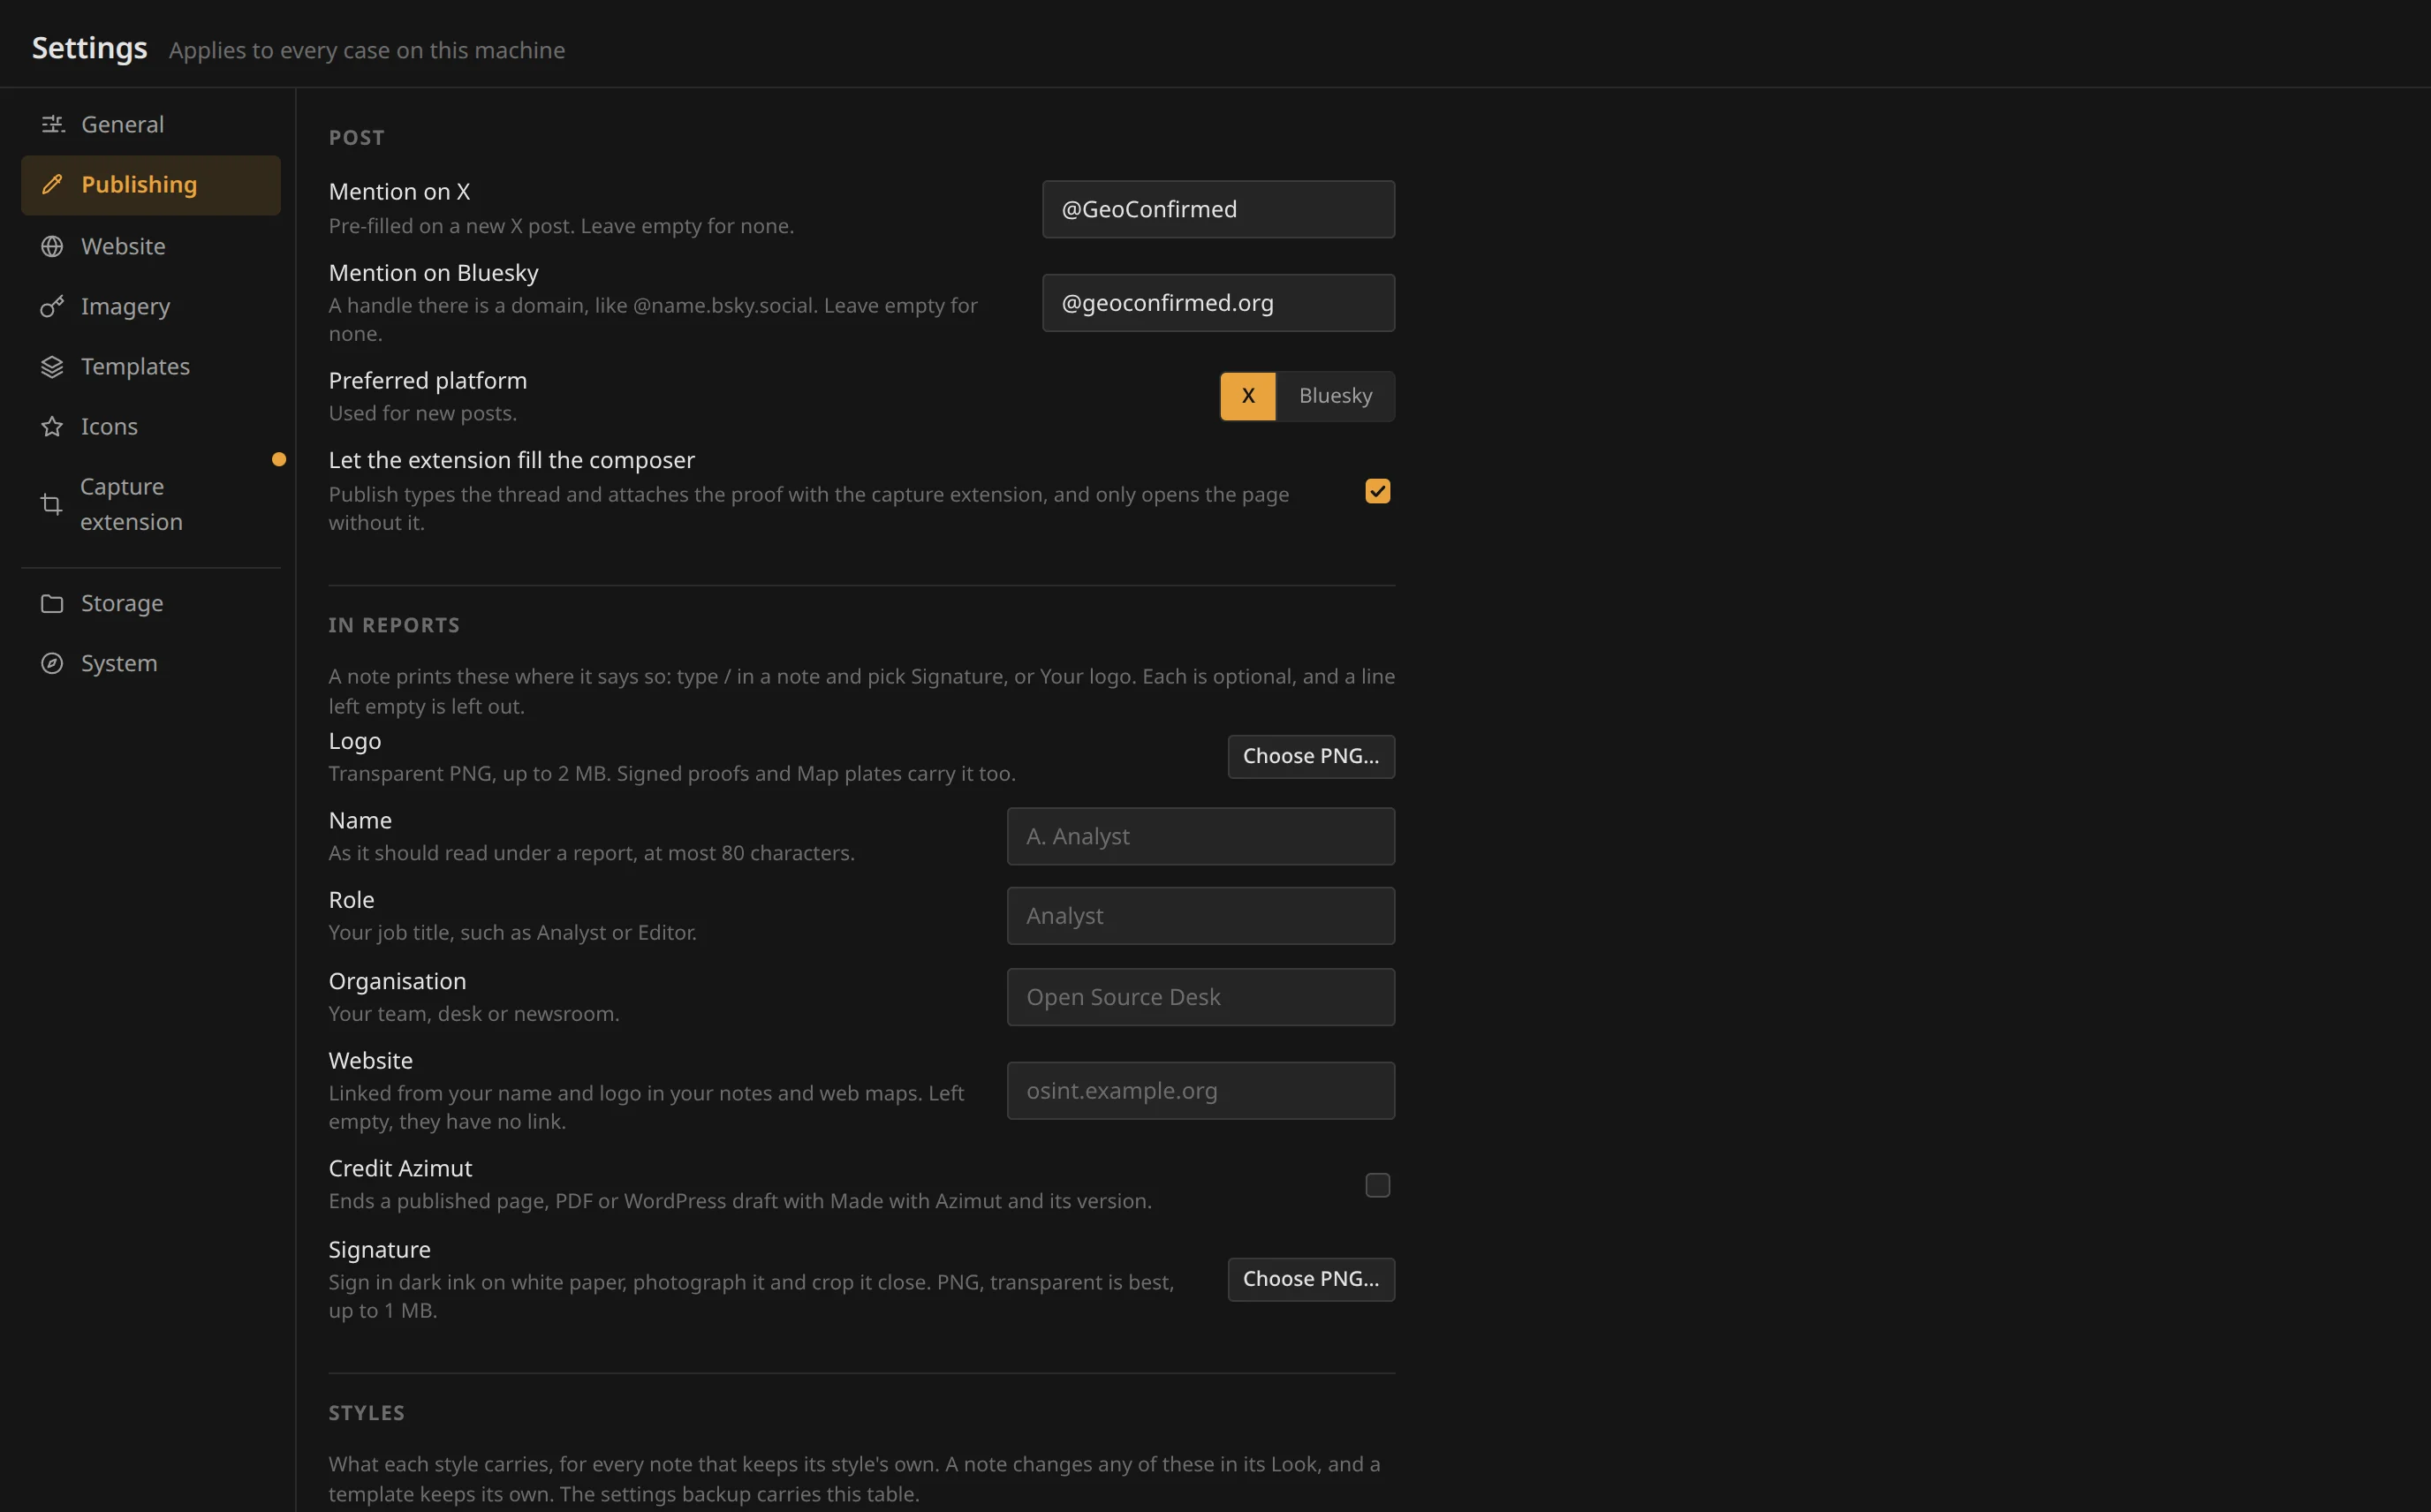 Settings Applies to every case on this machine
General
Publishing
Website
Imagery
Templates
Icons
Capture
extension
Storage
System
POST
Mention on X
Pre-filled on a new X post. Leave empty for none.
@GeoConfirmed
Mention on Bluesky
A handle there is a domain, like @name.bsky.social. Leave empty for
none.
@geoconfirmed.org
Preferred platform
Used for new posts.
X Bluesky
Let the extension fill the composer
Publish types the thread and attaches the proof with the capture extension, and only opens the page
without it.
IN REPORTS
A note prints these where it says so: type / in a note and pick Signature, or Your logo. Each is optional, and a line
left empty is left out.
Logo
Transparent PNG, up to 2 MB. Signed proofs and Map plates carry it too.
Choose PNG...
Name
As it should read under a report, at most 80 characters.
A. Analyst
Role
Your job title, such as Analyst or Editor.
Analyst
Organisation
Your team, desk or newsroom.
Open Source Desk
Website
Linked from your name and logo in your notes and web maps. Left
empty, they have no link.
osint.example.org
Credit Azimut
Ends a published page, PDF or WordPress draft with Made with Azimut and its version.
Signature
Sign in dark ink on white paper, photograph it and crop it close. PNG, transparent is best,
up to 1 MB.
Choose PNG...
STYLES
What each style carries, for every note that keeps its style's own. A note changes any of these in its Look, and a
template keeps its own. The settings backup carries this table.